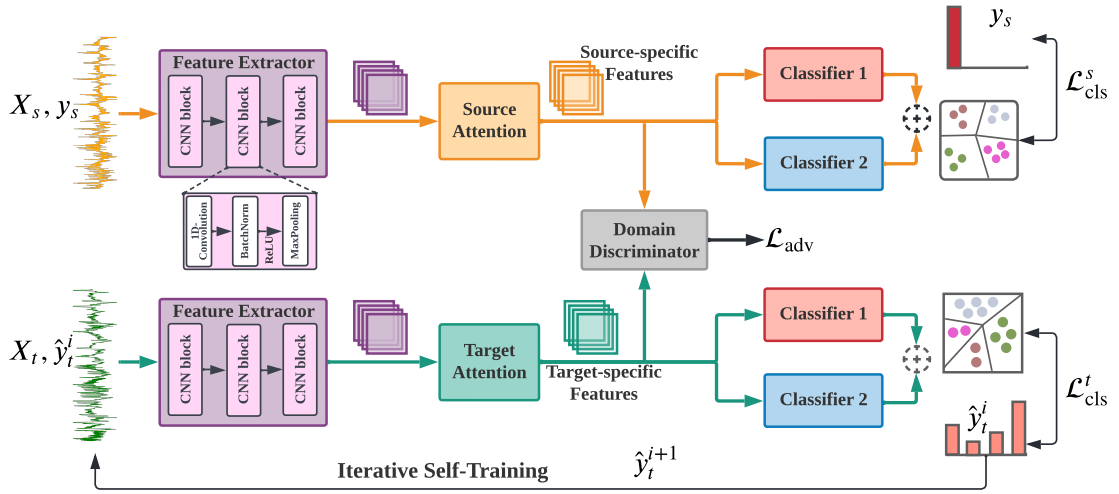 X_s, y_s
Feature Extractor
CNN block
CNN block
CNN block
1D-
Convolution
BatchNorm
ReLU
MaxPooling
Source
Attention
Source-specific
Features
Classifier 1
Classifier 2
+
y_s
ℒ^s_cls
Domain
Discriminator
ℒ_adv
X_t, ŷ^i_t
Feature Extractor
CNN block
CNN block
CNN block
Target
Attention
Target-specific
Features
Classifier 1
Classifier 2
+
ŷ^i_t
ℒ^t_cls
Iterative Self-Training
ŷ^{i+1}_t